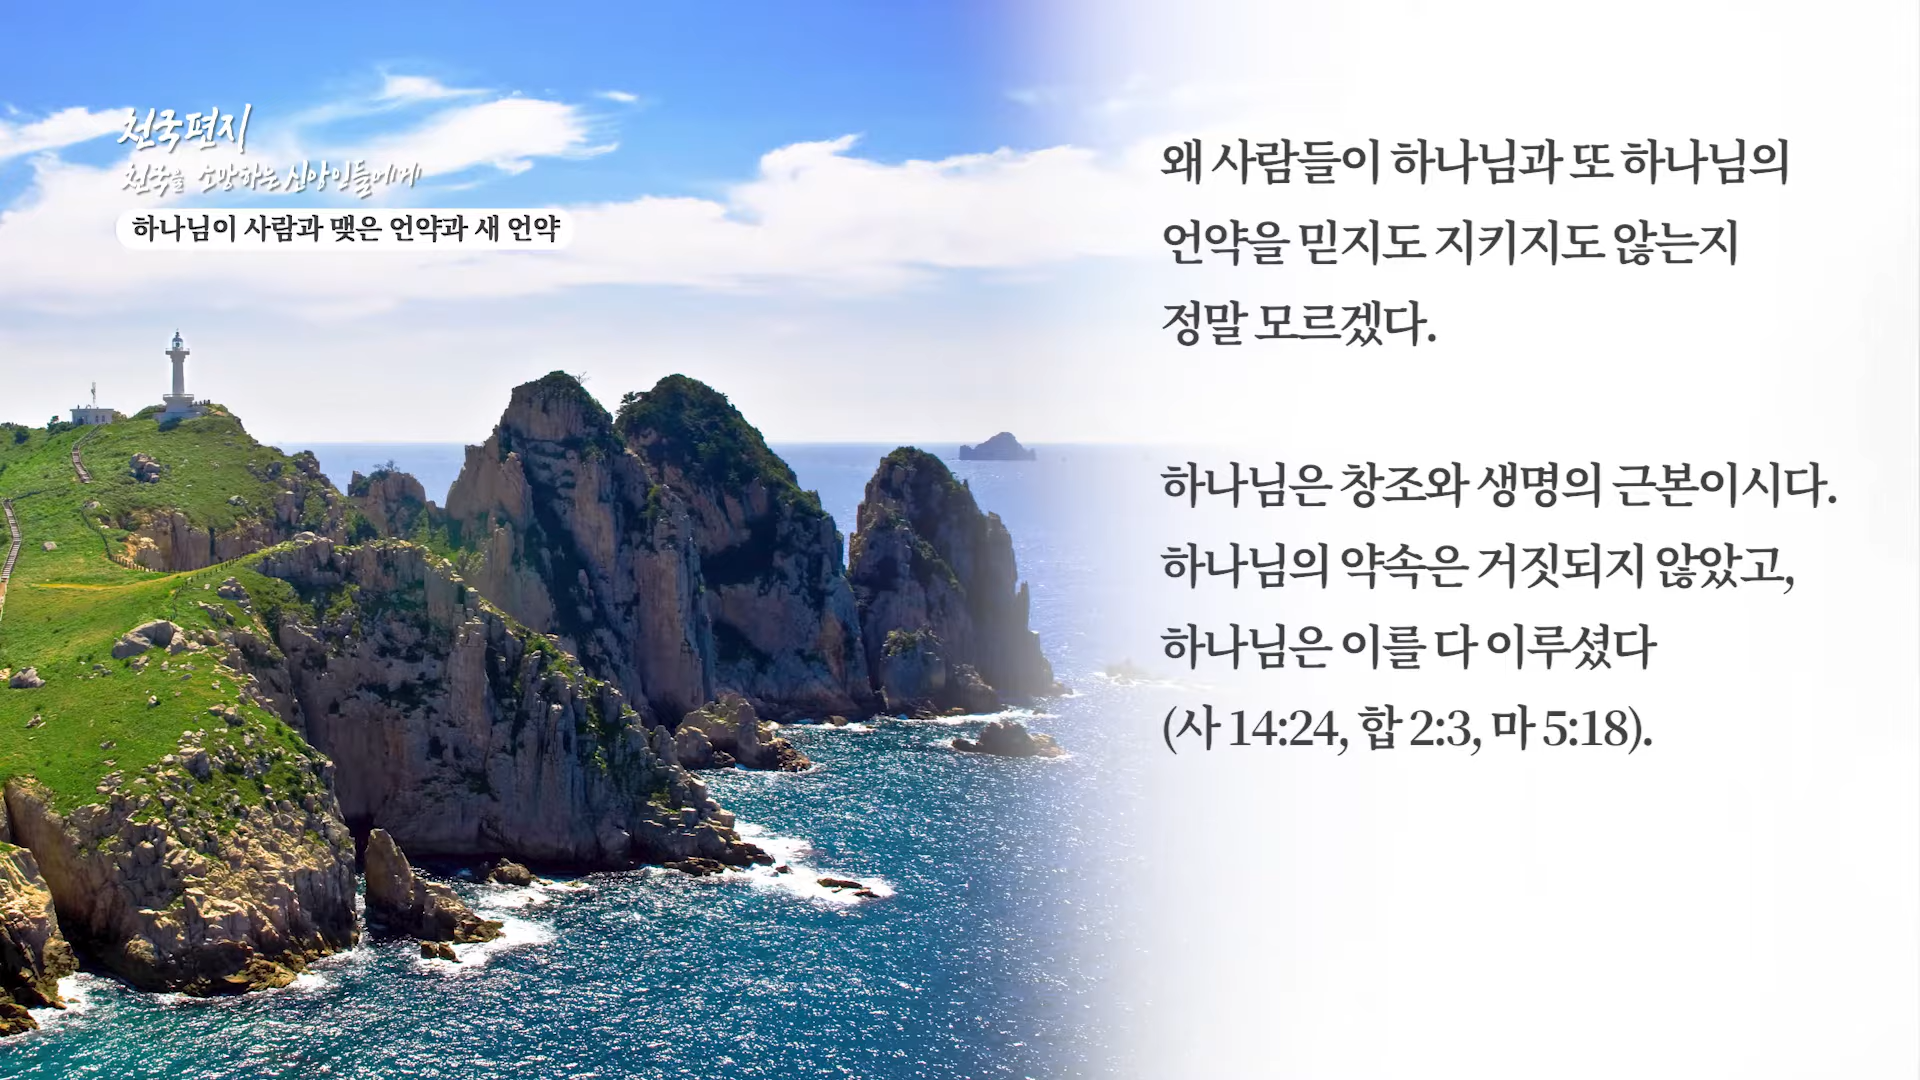 천국편지
천국을 소망하는 신앙인들에게
하나님이 사람과 맺은 언약과 새 언약
왜 사람들이 하나님과 또 하나님의
언약을 믿지도 지키지도 않는지
정말 모르겠다.
하나님은 창조와 생명의 근본이시다.
하나님의 약속은 거짓되지 않았고,
하나님은 이를 다 이루셨다
(사 14:24, 합 2:3, 마 5:18).